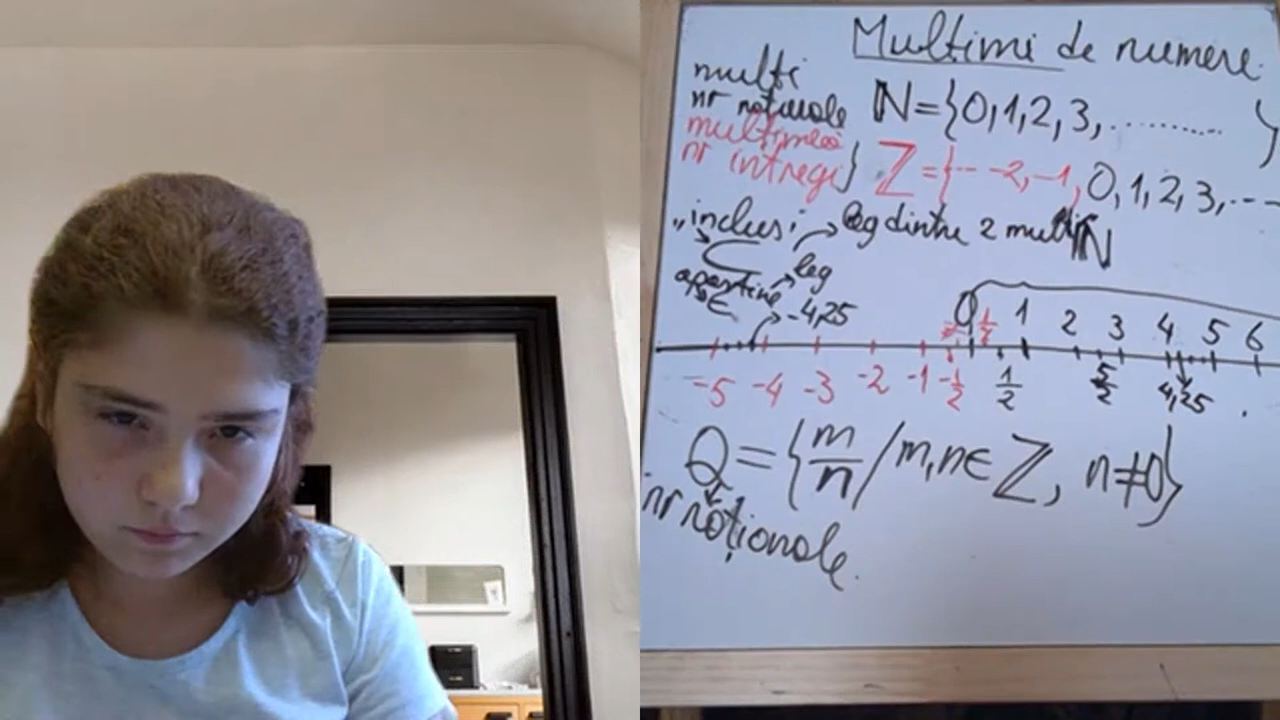 Multimi de numere.
multi
nr naturale N={0,1,2,3,..........}
multimea
nr intregi} Z={-- -2,-1,0,1,2,3,---
"inclus: leg dintre 2 multi N
apartine leg
∈ -4,25
0 1/2 1 2 3 4 5 6
-5 -4 -3 -2 -1 -1/2 1/2 5/2 4,25
Q={m/n / m,n∈Z, n≠0}
nr raționale.